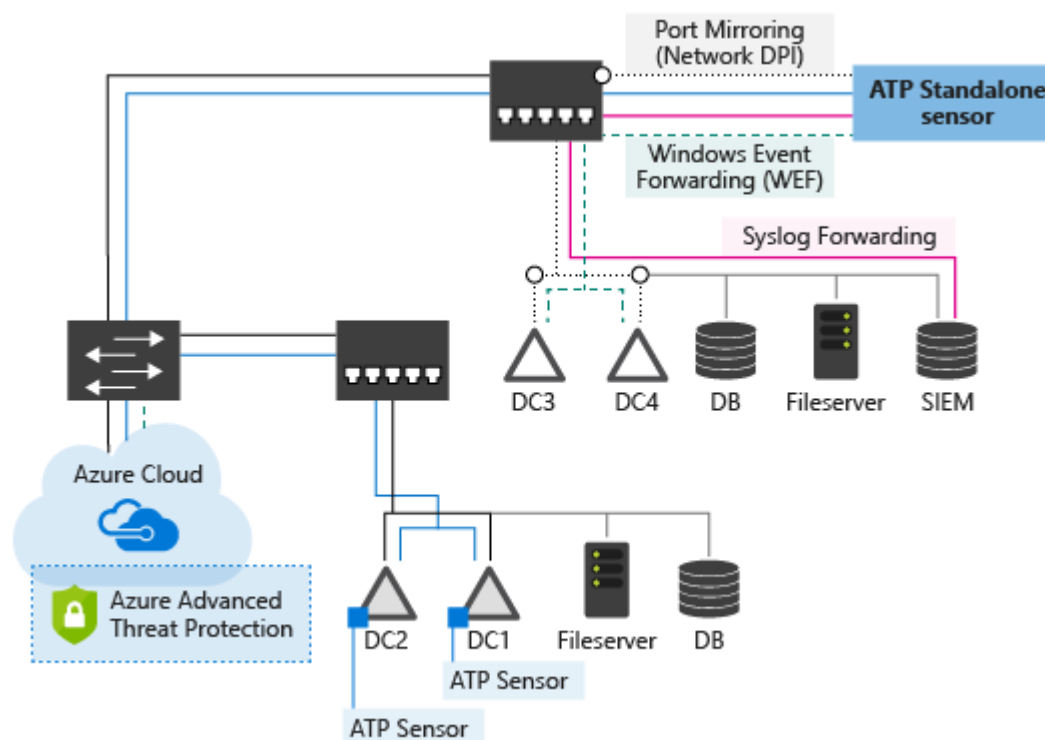 Port Mirroring
(Network DPI)
ATP Standalone
sensor
Windows Event
Forwarding (WEF)
Syslog Forwarding
DC3
DC4
DB
Fileserver
SIEM
Azure Cloud
Azure Advanced
Threat Protection
DC2
DC1
Fileserver
DB
ATP Sensor
ATP Sensor